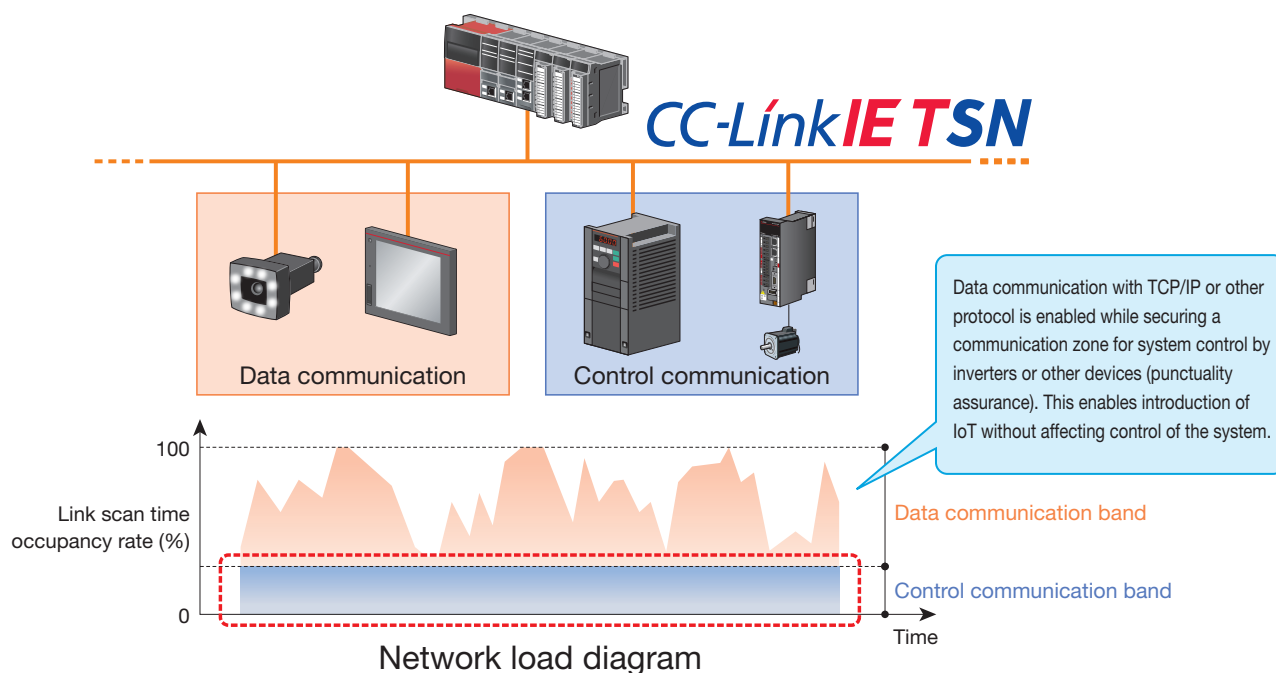 CC-Link IE TSN
Data communication
Control communication
Data communication with TCP/IP or other
protocol is enabled while securing a
communication zone for system control by
inverters or other devices (punctuality
assurance). This enables introduction of
IoT without affecting control of the system.
100
Link scan time
occupancy rate (%)
0
Data communication band
Control communication band
Time
Network load diagram